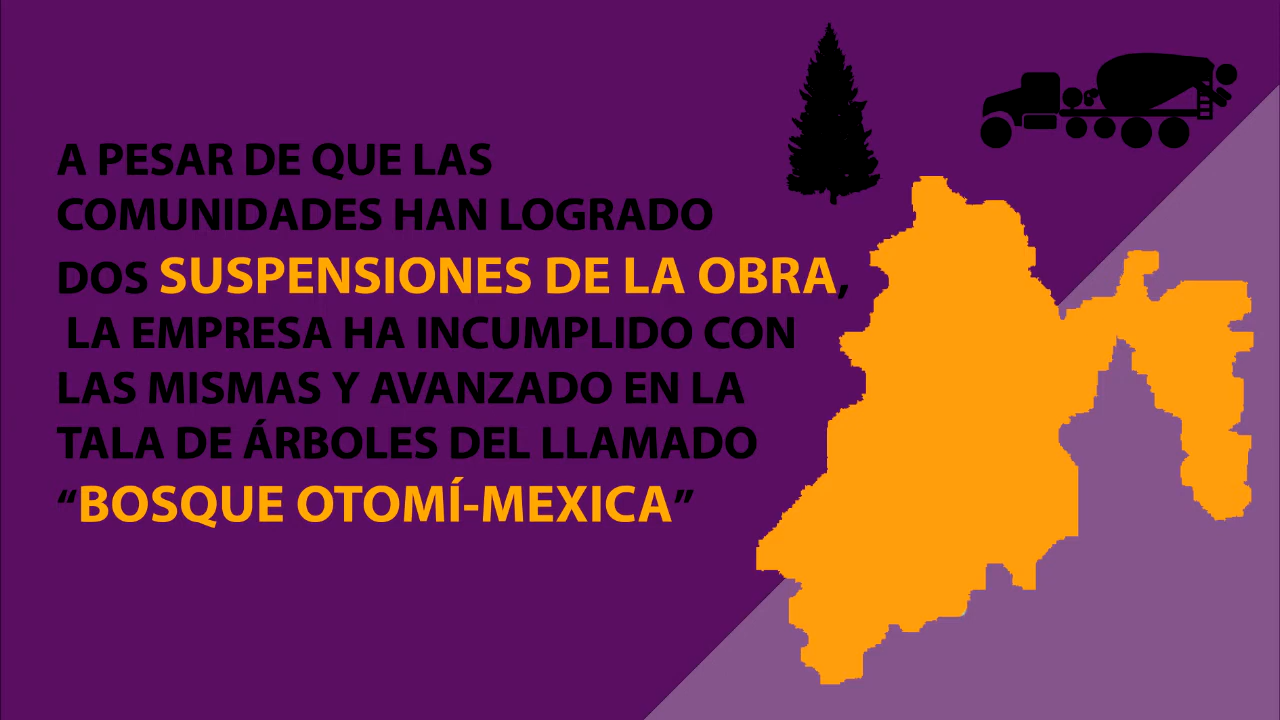 A PESAR DE QUE LAS
COMUNIDADES HAN LOGRADO
DOS SUSPENSIONES DE LA OBRA,
LA EMPRESA HA INCUMPLIDO CON
LAS MISMAS Y AVANZADO EN LA
TALA DE ÁRBOLES DEL LLAMADO
“BOSQUE OTOMÍ-MEXICA”